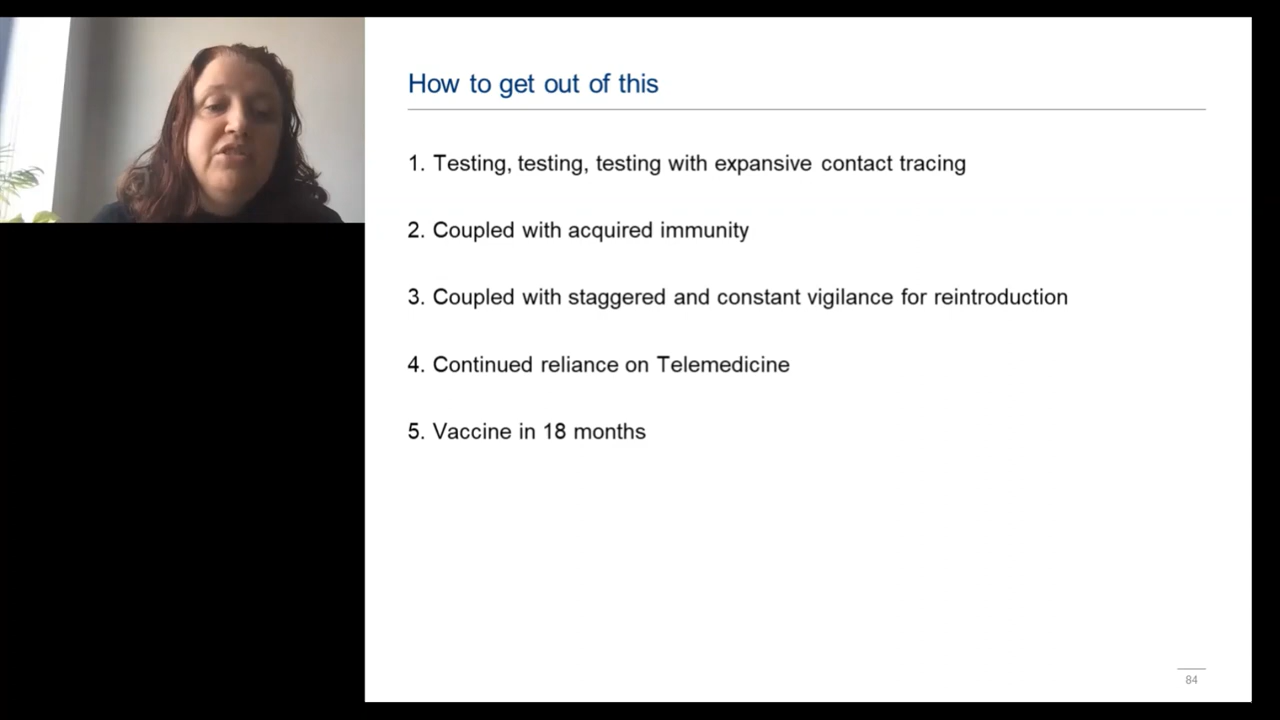 How to get out of this
1. Testing, testing, testing with expansive contact tracing
2. Coupled with acquired immunity
3. Coupled with staggered and constant vigilance for reintroduction
4. Continued reliance on Telemedicine
5. Vaccine in 18 months
84